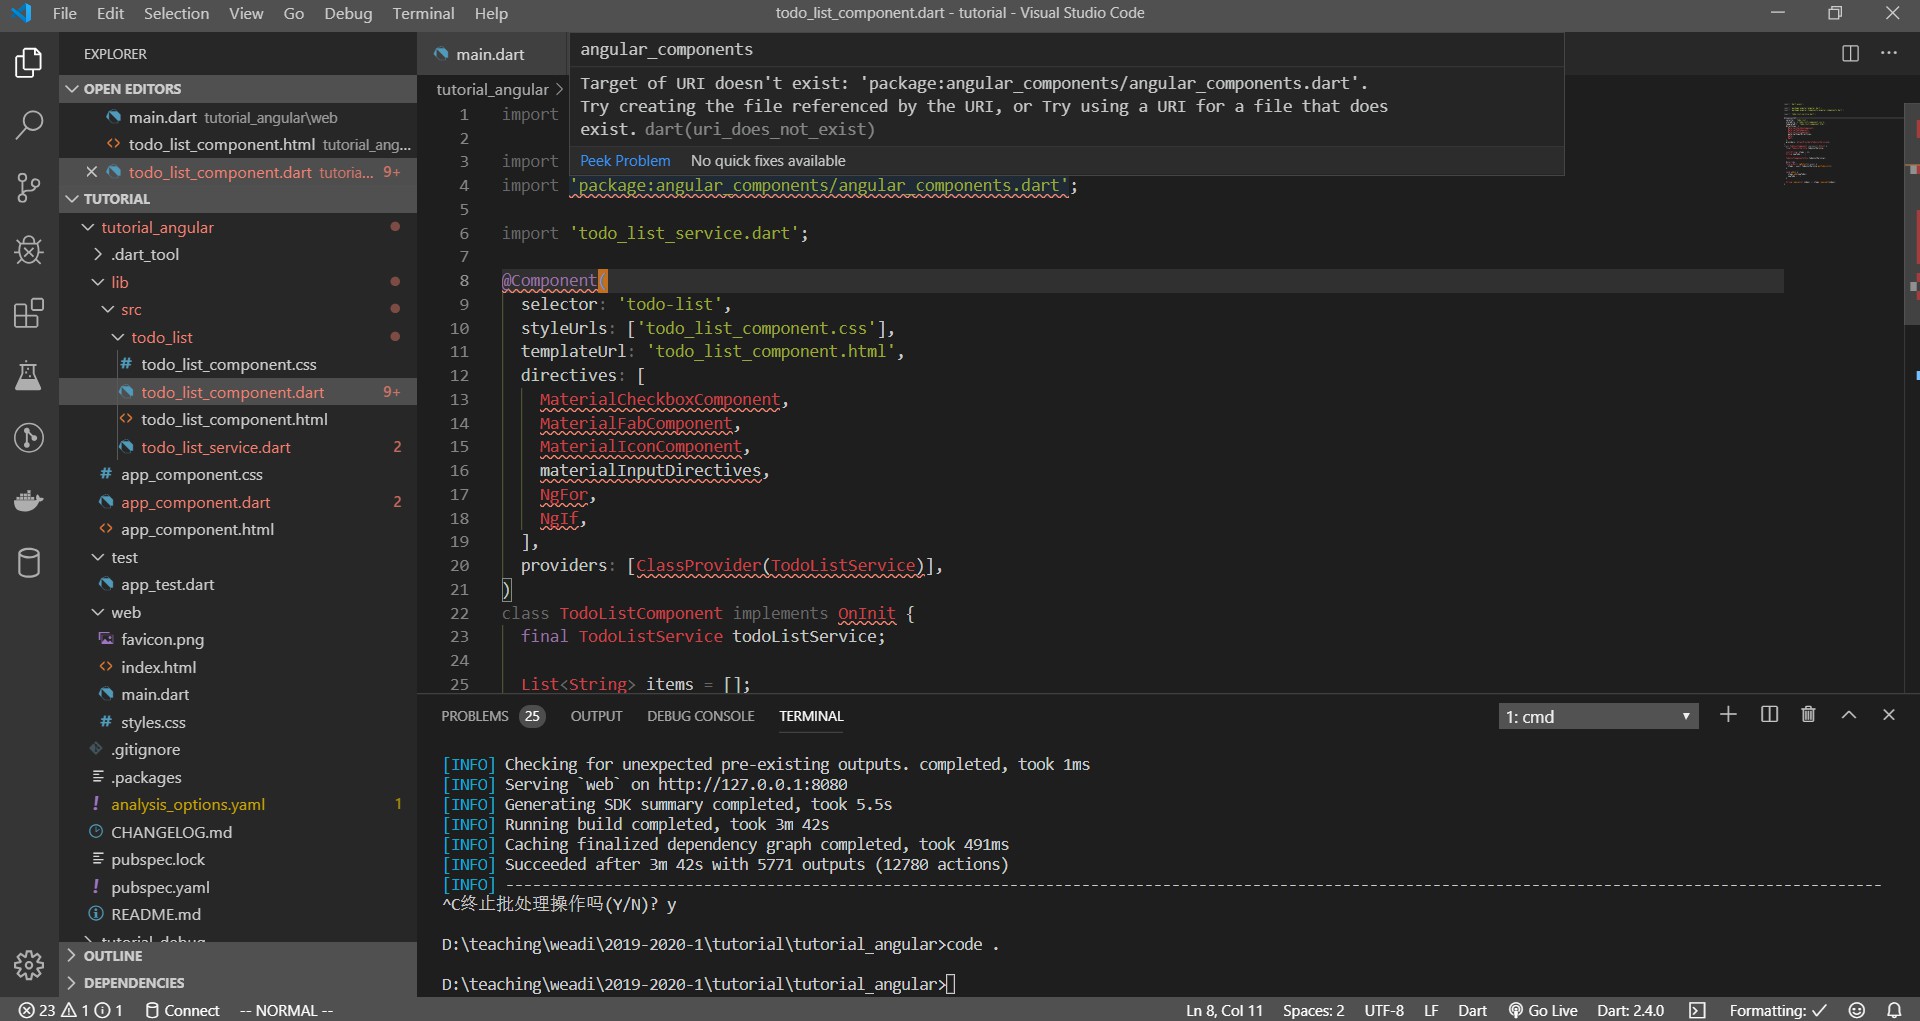 File Edit Selection View Go Debug Terminal Help
todo_list_component.dart - tutorial - Visual Studio Code
EXPLORER
OPEN EDITORS
main.dart tutorial_angular\web
todo_list_component.html tutorial_ang...
todo_list_component.dart tutoria... 9+
TUTORIAL
tutorial_angular
.dart_tool
lib
src
todo_list
todo_list_component.css
todo_list_component.dart 9+
todo_list_component.html
todo_list_service.dart 2
app_component.css
app_component.dart 2
app_component.html
test
app_test.dart
web
favicon.png
index.html
main.dart
styles.css
.gitignore
.packages
analysis_options.yaml 1
CHANGELOG.md
pubspec.lock
pubspec.yaml
README.md
OUTLINE
DEPENDENCIES
main.dart
tutorial_angular >
angular_components
Target of URI doesn't exist: 'package:angular_components/angular_components.dart'.
Try creating the file referenced by the URI, or Try using a URI for a file that does
exist. dart(uri_does_not_exist)
Peek Problem No quick fixes available
1 import
2
3 import
4 import 'package:angular_components/angular_components.dart';
5
6 import 'todo_list_service.dart';
7
8 @Component(
9 selector: 'todo-list',
10 styleUrls: ['todo_list_component.css'],
11 templateUrl: 'todo_list_component.html',
12 directives: [
13 MaterialCheckboxComponent,
14 MaterialFabComponent,
15 MaterialIconComponent,
16 materialInputDirectives,
17 NgFor,
18 NgIf,
19 ],
20 providers: [ClassProvider(TodoListService)],
21 )
22 class TodoListComponent implements OnInit {
23 final TodoListService todoListService;
24
25 List<String> items = [];
PROBLEMS 25 OUTPUT DEBUG CONSOLE TERMINAL
1: cmd
[INFO] Checking for unexpected pre-existing outputs. completed, took 1ms
[INFO] Serving `web` on http://127.0.0.1:8080
[INFO] Generating SDK summary completed, took 5.5s
[INFO] Running build completed, took 3m 42s
[INFO] Caching finalized dependency graph completed, took 491ms
[INFO] Succeeded after 3m 42s with 5771 outputs (12780 actions)
[INFO] ----------------------------------------------------------------
^C终止批处理操作吗(Y/N)? y
D:\teaching\weadi\2019-2020-1\tutorial\tutorial_angular>code .
D:\teaching\weadi\2019-2020-1\tutorial\tutorial_angular>
23 1 1 Connect -- NORMAL --
Ln 8, Col 11 Spaces: 2 UTF-8 LF Dart Go Live Dart: 2.4.0 Formatting: ✓